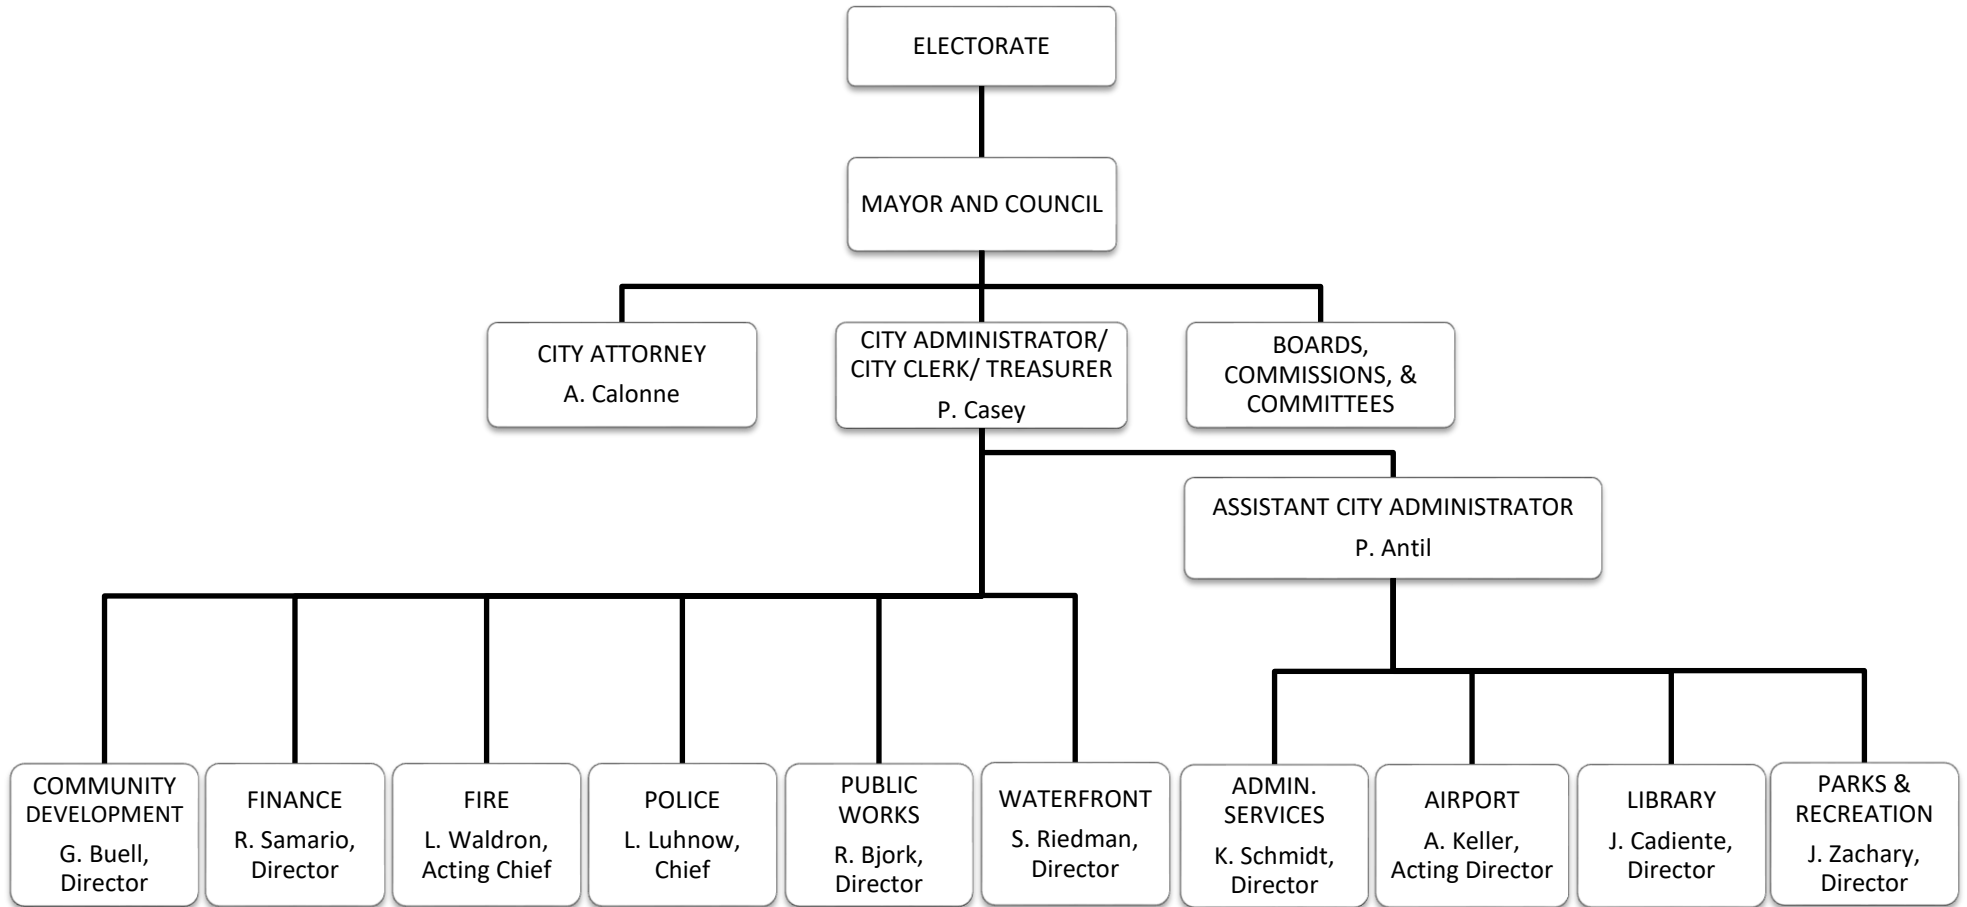 ELECTORATE
MAYOR AND COUNCIL
CITY ATTORNEY
A. Calonne
CITY ADMINISTRATOR/
CITY CLERK/ TREASURER
P. Casey
BOARDS,
COMMISSIONS, &
COMMITTEES
ASSISTANT CITY ADMINISTRATOR
P. Antil
COMMUNITY
DEVELOPMENT
G. Buell,
Director
FINANCE
R. Samario,
Director
FIRE
L. Waldron,
Acting Chief
POLICE
L. Luhnow,
Chief
PUBLIC
WORKS
R. Bjork,
Director
WATERFRONT
S. Riedman,
Director
ADMIN.
SERVICES
K. Schmidt,
Director
AIRPORT
A. Keller,
Acting Director
LIBRARY
J. Cadiente,
Director
PARKS &
RECREATION
J. Zachary,
Director